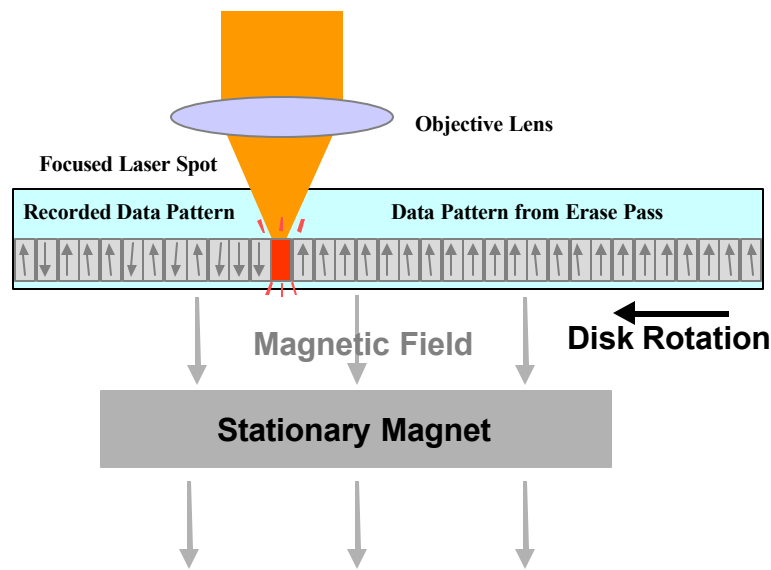 Objective Lens
Focused Laser Spot
Recorded Data Pattern
Data Pattern from Erase Pass
Magnetic Field
Disk Rotation
Stationary Magnet